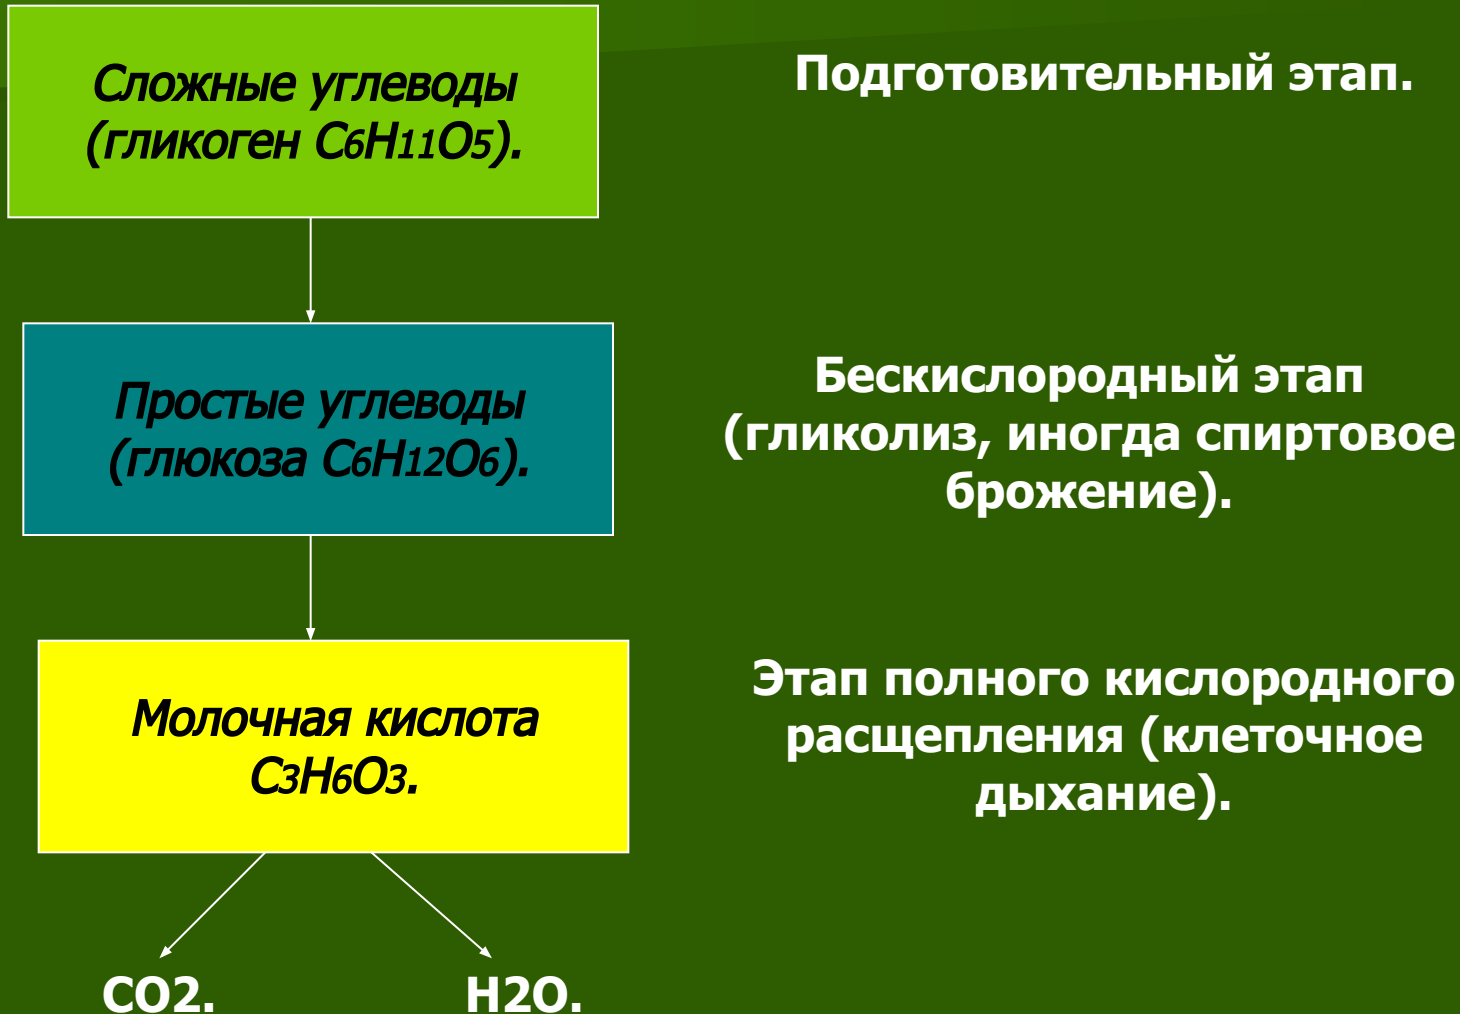 Сложные углеводы
(гликоген C6H11O5).
Подготовительный этап.
Простые углеводы
(глюкоза C6H12O6).
Бескислородный этап
(гликолиз, иногда спиртовое
брожение).
Молочная кислота
C3H6O3.
Этап полного кислородного
расщепления (клеточное
дыхание).
CO2.
H2O.